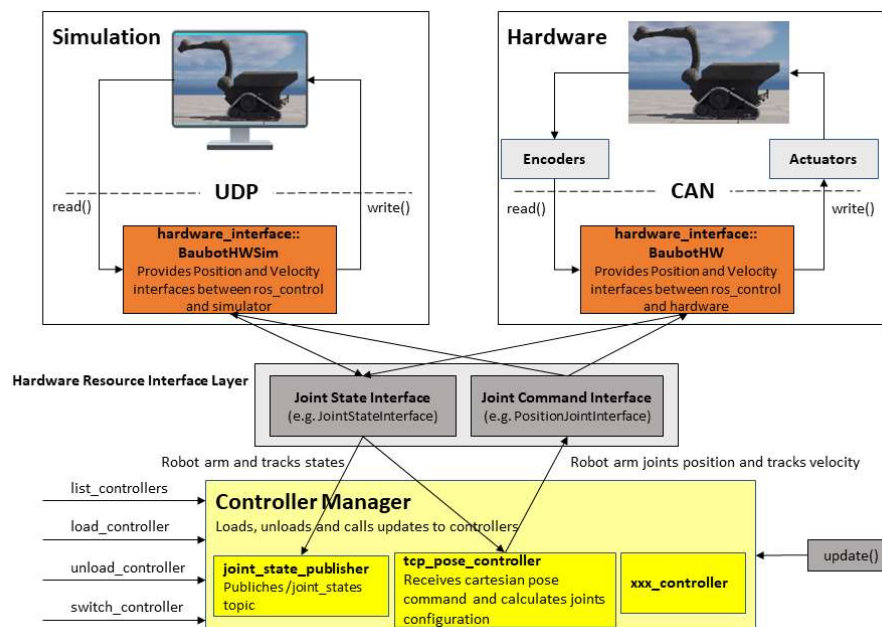 Simulation
UDP
read()
write()
hardware_interface::
BaubotHWSim
Provides Position and Velocity
interfaces between ros_control
and simulator
Hardware
Encoders
Actuators
CAN
read()
write()
hardware_interface::
BaubotHW
Provides Position and Velocity
interfaces between ros_control
and hardware
Hardware Resource Interface Layer
Joint State Interface
(e.g. JointStateInterface)
Joint Command Interface
(e.g. PositionJointInterface)
Robot arm and tracks states
Robot arm joints position and tracks velocity
list_controllers
load_controller
unload_controller
switch_controller
Controller Manager
Loads, unloads and calls updates to controllers
joint_state_publisher
Publiches /joint_states
topic
tcp_pose_controller
Receives cartesian pose
command and calculates joints
configuration
xxx_controller
update()